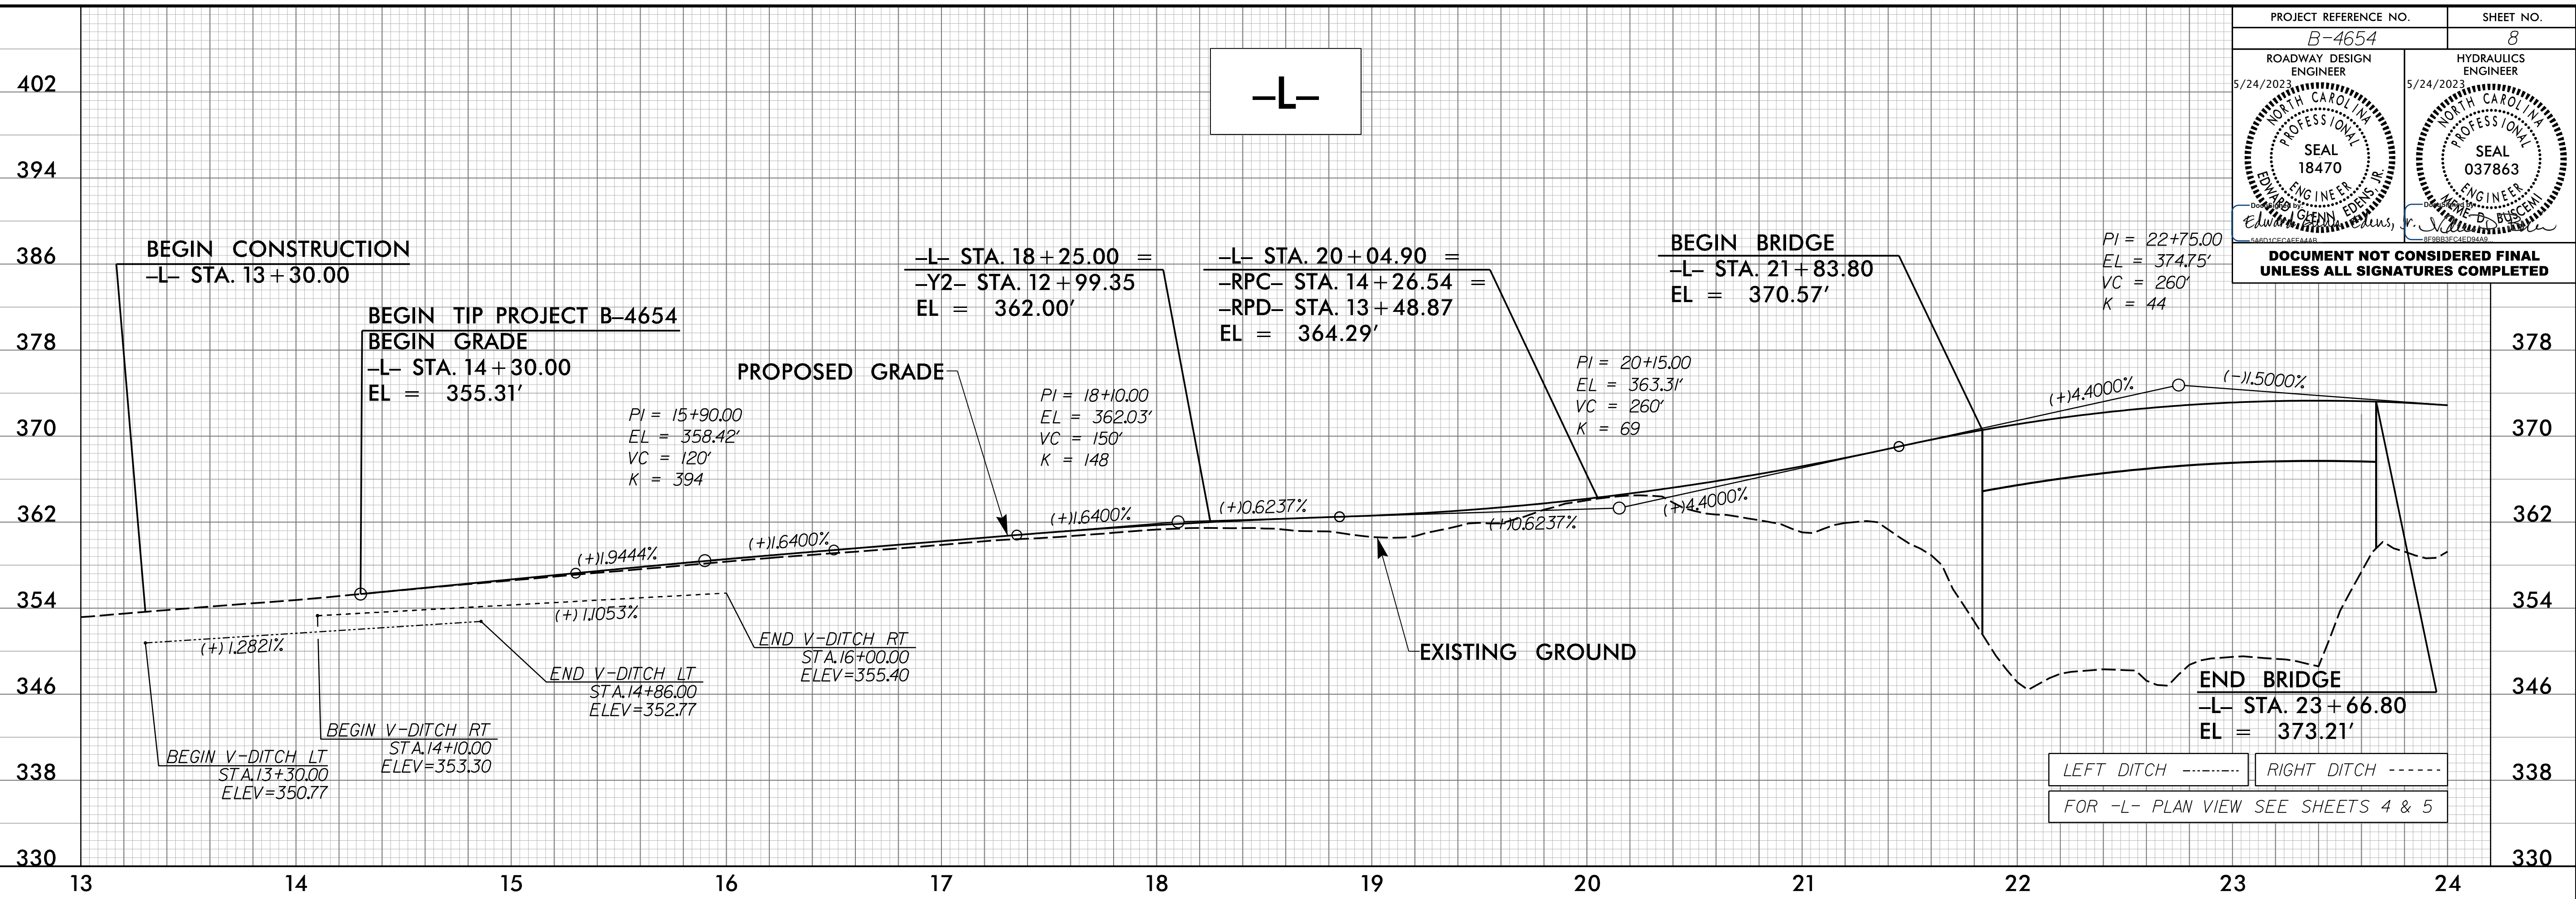 PROJECT REFERENCE NO. SHEET NO.
B-4654 8
ROADWAY DESIGN ENGINEER
HYDRAULICS ENGINEER
5/24/2023
5/24/2023
NORTH CAROLINA
PROFESSIONAL
SEAL
18470
ENGINEER
EDWARD GLENN EDENS, JR.
NORTH CAROLINA
PROFESSIONAL
SEAL
037863
ENGINEER
MEME D. BUSCEMI
DOCUMENT NOT CONSIDERED FINAL
UNLESS ALL SIGNATURES COMPLETED
–L–
402
394
386
378
370
362
354
346
338
330
BEGIN CONSTRUCTION
–L– STA. 13+30.00
BEGIN TIP PROJECT B–4654
BEGIN GRADE
–L– STA. 14+30.00
EL = 355.31'
PI = 15+90.00
EL = 358.42'
VC = 120'
K = 394
PROPOSED GRADE
–L– STA. 18+25.00 =
–Y2– STA. 12+99.35
EL = 362.00'
PI = 18+10.00
EL = 362.03'
VC = 150'
K = 148
–L– STA. 20+04.90 =
–RPC– STA. 14+26.54 =
–RPD– STA. 13+48.87
EL = 364.29'
PI = 20+15.00
EL = 363.31'
VC = 260'
K = 69
BEGIN BRIDGE
–L– STA. 21+83.80
EL = 370.57'
PI = 22+75.00
EL = 374.75'
VC = 260'
K = 44
(+)1.9444%
(+)1.6400%
(+)1.6400%
(+)0.6237%
(+)0.6237%
(+)4.4000%
(+)4.4000%
(-)1.5000%
(+)1.2821%
(+)1.1053%
END V-DITCH RT
STA.16+00.00
ELEV=355.40
END V-DITCH LT
STA.14+86.00
ELEV=352.77
BEGIN V-DITCH RT
STA.14+10.00
ELEV=353.30
BEGIN V-DITCH LT
STA.13+30.00
ELEV=350.77
EXISTING GROUND
END BRIDGE
–L– STA. 23+66.80
EL = 373.21'
LEFT DITCH
RIGHT DITCH
FOR -L- PLAN VIEW SEE SHEETS 4 & 5
378
370
362
354
346
338
330
13 14 15 16 17 18 19 20 21 22 23 24